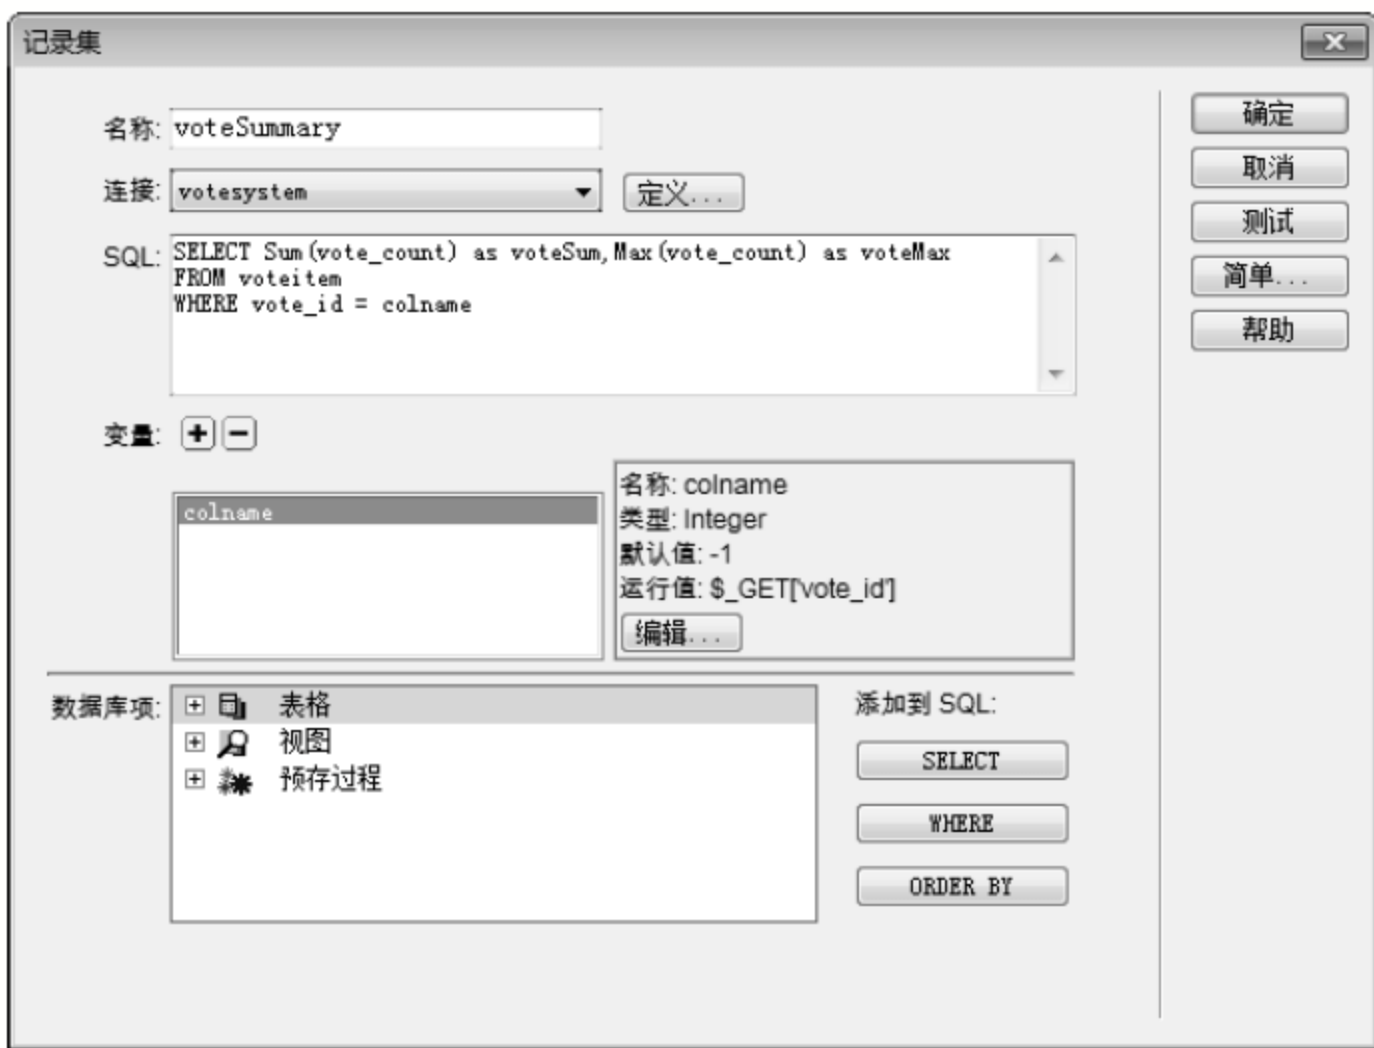 记录集
名称: voteSummary
连接: votesystem 定义...
SQL: SELECT Sum(vote_count) as voteSum,Max(vote_count) as voteMax
FROM voteitem
WHERE vote_id = colname
变量:
colname
名称: colname
类型: Integer
默认值: -1
运行值: $_GET['vote_id']
编辑...
数据库项: 表格
视图
预存过程
添加到 SQL:
SELECT
WHERE
ORDER BY
确定
取消
测试
简单...
帮助